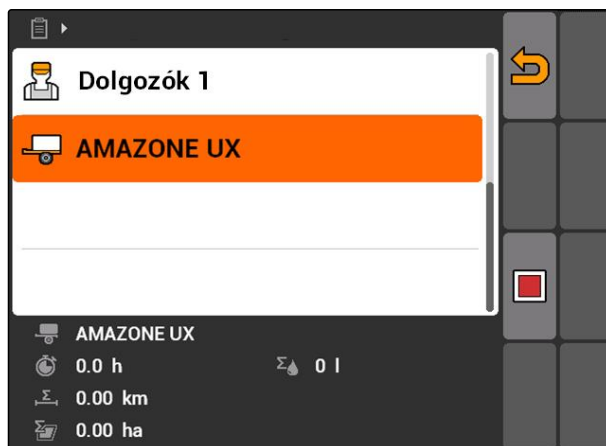 Dolgozók 1
AMAZONE UX
AMAZONE UX
0.0 h Σ 0 l
Σ 0.00 km
Σ 0.00 ha